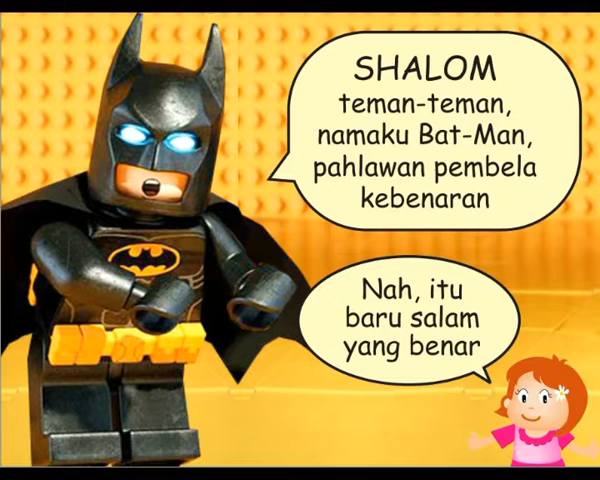 SHALOM
teman-teman,
namaku Bat-Man,
pahlawan pembela
kebenaran
Nah, itu
baru salam
yang benar